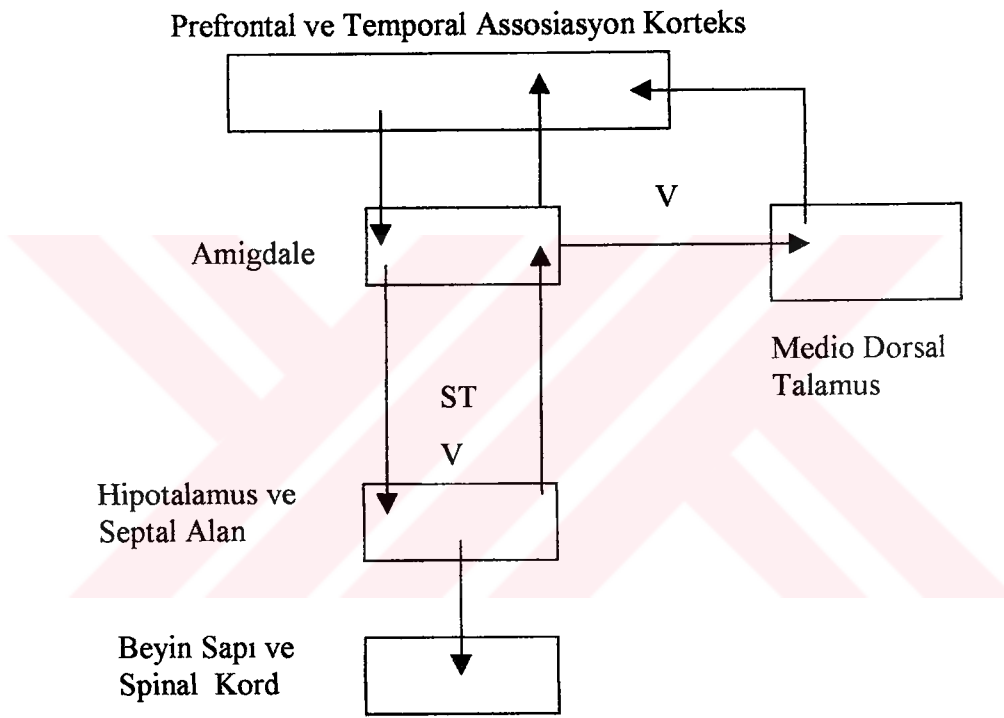 Prefrontal ve Temporal Assosiasyon Korteks
V
Amigdale
Medio Dorsal
Talamus
ST
V
Hipotalamus ve
Septal Alan
Beyin Sapı ve
Spinal Kord